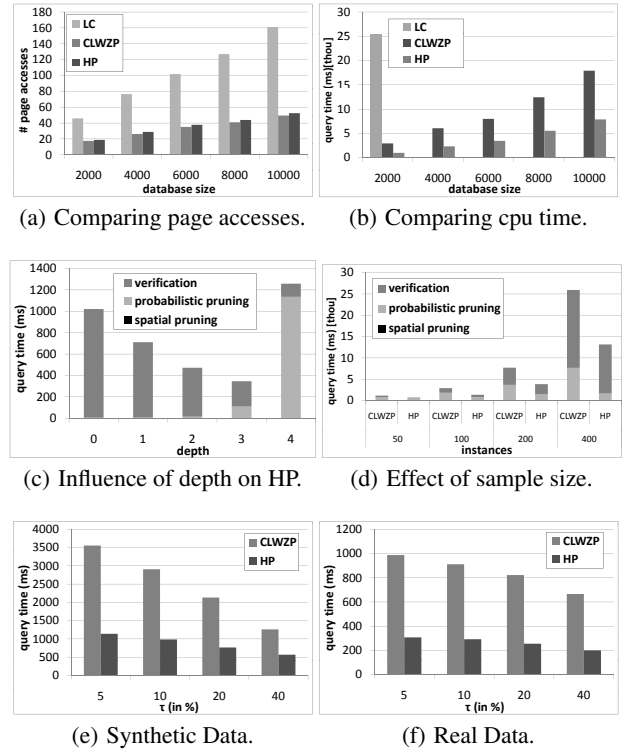 180
160
140
120
100
80
60
40
20
0
# page accesses
LC
CLWZP
HP
2000 4000 6000 8000 10000
database size
(a) Comparing page accesses.
30
25
20
15
10
5
0
query time (ms)[thou]
LC
CLWZP
HP
2000 4000 6000 8000 10000
database size
(b) Comparing cpu time.
1400
1200
1000
800
600
400
200
0
query time (ms)
verification
probabilistic pruning
spatial pruning
0 1 2 3 4
depth
(c) Influence of depth on HP.
30
25
20
15
10
5
0
query time (ms) [thou]
verification
probabilistic pruning
spatial pruning
CLWZP HP CLWZP HP CLWZP HP CLWZP HP
50 100 200 400
instances
(d) Effect of sample size.
4000
3500
3000
2500
2000
1500
1000
500
0
query time (ms)
CLWZP
HP
5 10 20 40
τ (in %)
(e) Synthetic Data.
1200
1000
800
600
400
200
0
query time (ms)
CLWZP
HP
5 10 20 40
τ (in %)
(f) Real Data.